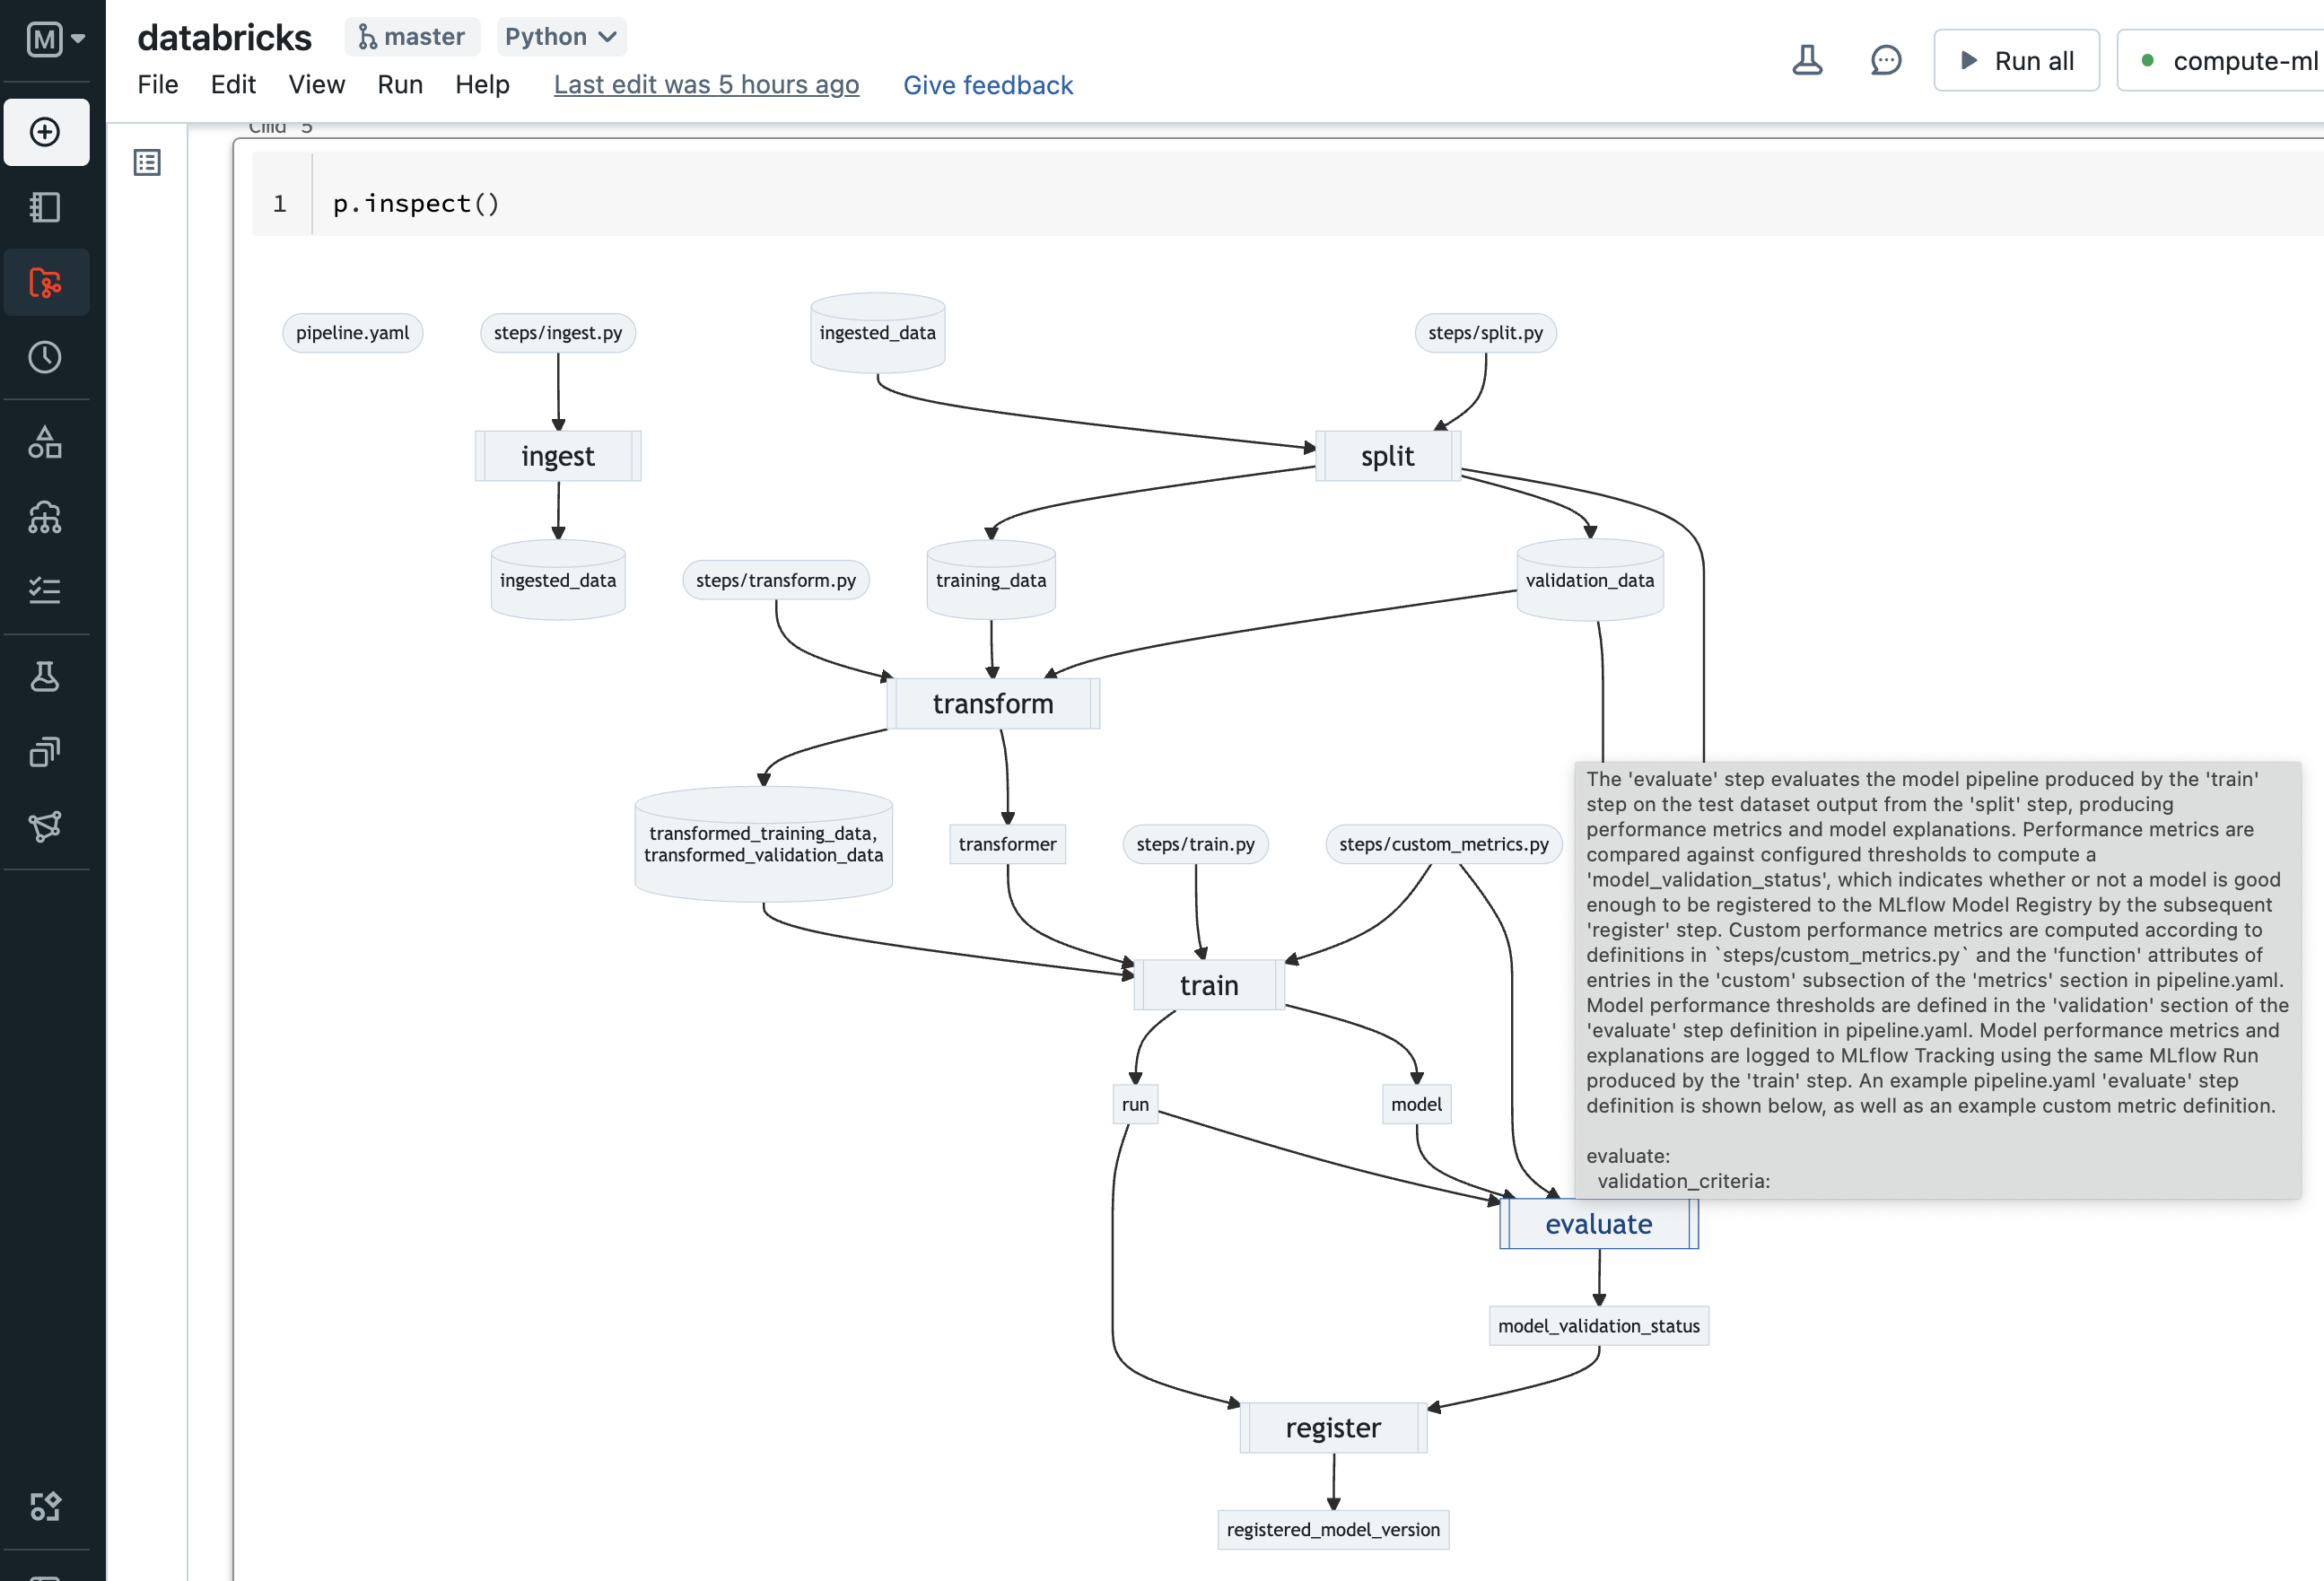 M
databricks
master
Python
File
Edit
View
Run
Help
Last edit was 5 hours ago
Give feedback
Run all
compute-ml
Cmd 5
1
p.inspect()
pipeline.yaml
steps/ingest.py
ingested_data
steps/split.py
ingest
split
ingested_data
steps/transform.py
training_data
validation_data
transform
transformed_training_data,
transformed_validation_data
transformer
steps/train.py
steps/custom_metrics.py
The 'evaluate' step evaluates the model pipeline produced by the 'train'
step on the test dataset output from the 'split' step, producing
performance metrics and model explanations. Performance metrics are
compared against configured thresholds to compute a
'model_validation_status', which indicates whether or not a model is good
enough to be registered to the MLflow Model Registry by the subsequent
'register' step. Custom performance metrics are computed according to
definitions in `steps/custom_metrics.py` and the 'function' attributes of
entries in the 'custom' subsection of the 'metrics' section in pipeline.yaml.
Model performance thresholds are defined in the 'validation' section of the
'evaluate' step definition in pipeline.yaml. Model performance metrics and
explanations are logged to MLflow Tracking using the same MLflow Run
produced by the 'train' step. An example pipeline.yaml 'evaluate' step
definition is shown below, as well as an example custom metric definition.
evaluate:
validation_criteria:
train
run
model
evaluate
model_validation_status
register
registered_model_version